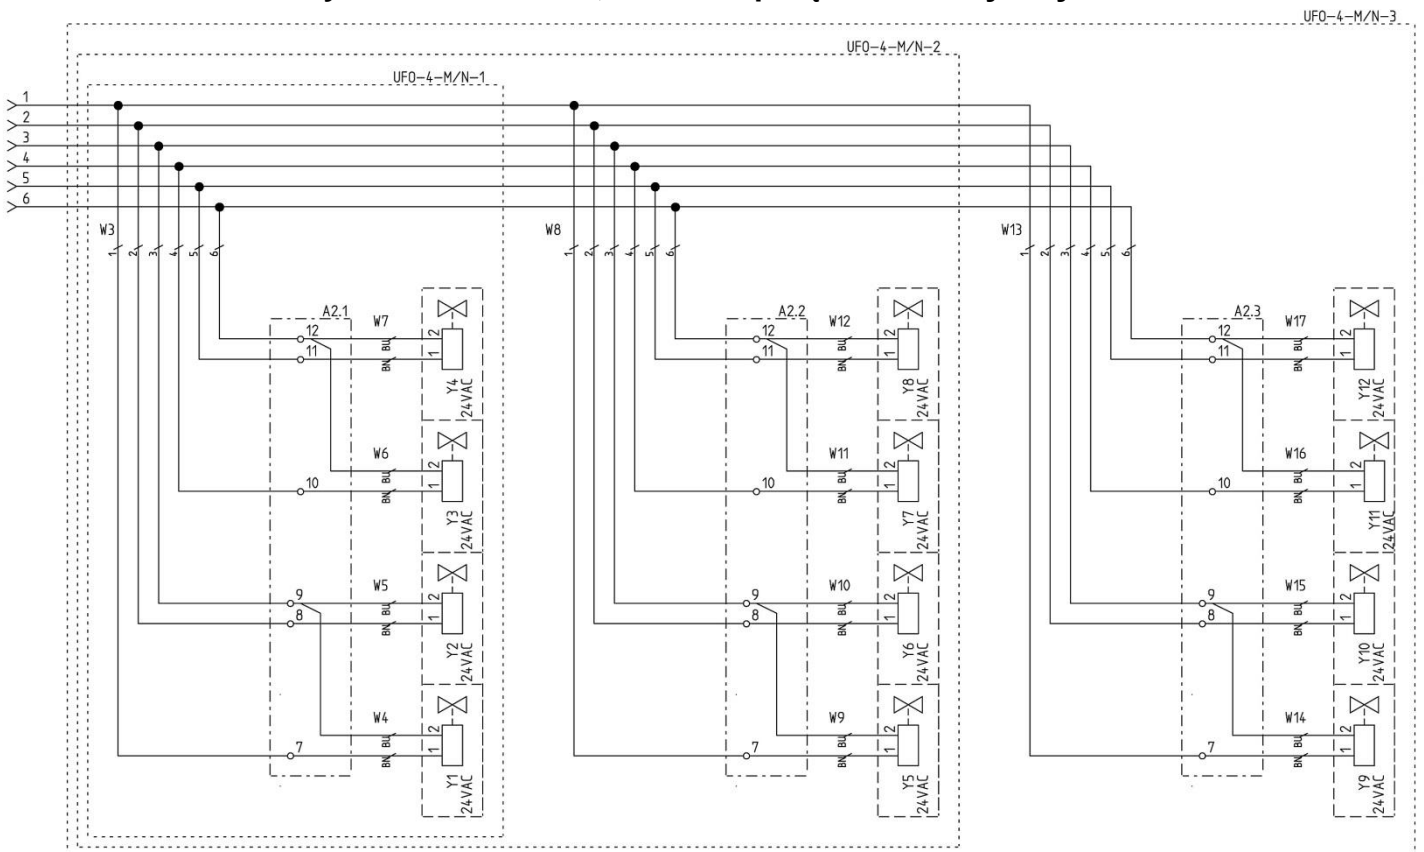 UFO-4-M/N-3
UFO-4-M/N-2
UFO-4-M/N-1
1
2
3
4
5
6
W3
1 2 3 4 5 6
W8
1 2 3 4 5 6
W13
1 2 3 4 5 6
A2.1
12
11
W7
BU
BN
2
1
Y4
24VAC
10
W6
BU
BN
2
1
Y3
24VAC
9
8
W5
BU
BN
2
1
Y2
24VAC
7
W4
BU
BN
2
1
Y1
24VAC
A2.2
12
11
W12
BU
BN
2
1
Y8
24VAC
10
W11
BU
BN
2
1
Y7
24VAC
9
8
W10
BU
BN
2
1
Y6
24VAC
7
W9
BU
BN
2
1
Y5
24VAC
A2.3
12
11
W17
BU
BN
2
1
Y12
24VAC
10
W16
BU
BN
2
1
Y11
24VAC
9
8
W15
BU
BN
2
1
Y10
24VAC
7
W14
BU
BN
2
1
Y9
24VAC